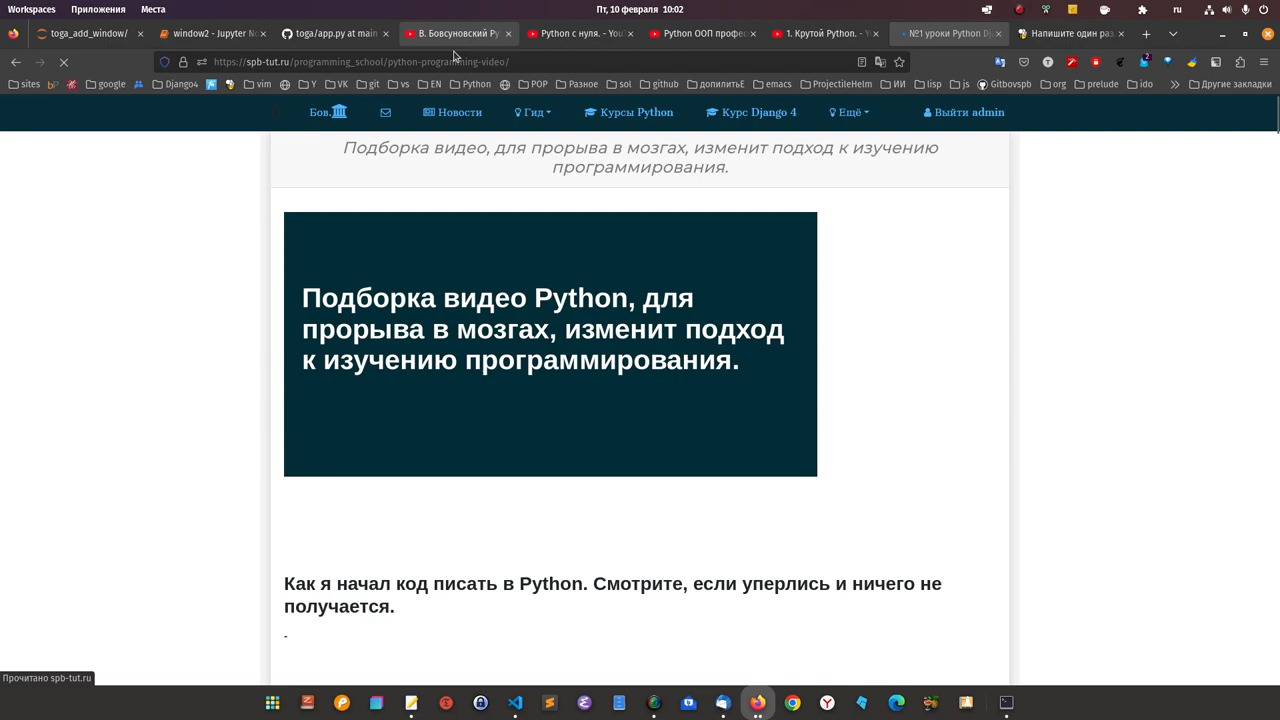 Workspaces Приложения Места Пт, 10 февраля 10:02 ru
toga_add_window/ window2 - Jupyter No toga/app.py at main В. Бовсуновский Py Python с нуля. - YouT Python ООП профес 1. Крутой Python. - Y №1 уроки Python Dj Напишите один раз
https://spb-tut.ru/programming_school/python-programming-video/ 2
sites google Django4 vim Y VK git vs EN Python POP Разное sol github допилитьЕ emacs ProjectileHelm ИИ lisp js Gitbovspb org prelude ido Другие закладки
Бов. Новости Гид Курсы Python Курс Django 4 Ещё Выйти admin
Подборка видео, для прорыва в мозгах, изменит подход к изучению
программирования.
Подборка видео Python, для
прорыва в мозгах, изменит подход
к изучению программирования.
Как я начал код писать в Python. Смотрите, если уперлись и ничего не
получается.
-
Прочитано spb-tut.ru